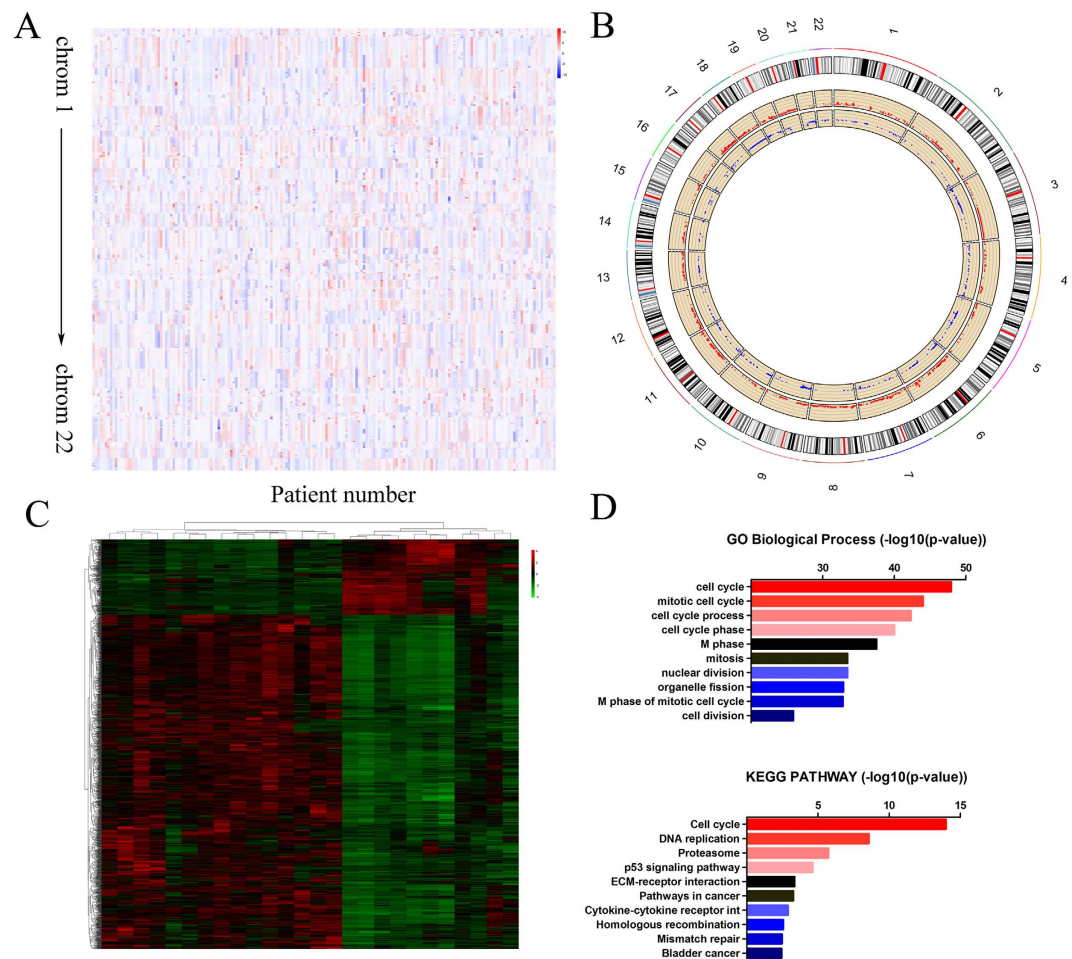 A
chrom 1
chrom 22
Patient number
B
1
2
3
4
5
6
7
8
9
10
11
12
13
14
15
16
17
18
19
20
21
22
C
D
GO Biological Process (-log10(p-value))
30 40 50
cell cycle
mitotic cell cycle
cell cycle process
cell cycle phase
M phase
mitosis
nuclear division
organelle fission
M phase of mitotic cell cycle
cell division
KEGG PATHWAY (-log10(p-value))
5 10 15
Cell cycle
DNA replication
Proteasome
p53 signaling pathway
ECM-receptor interaction
Pathways in cancer
Cytokine-cytokine receptor int
Homologous recombination
Mismatch repair
Bladder cancer